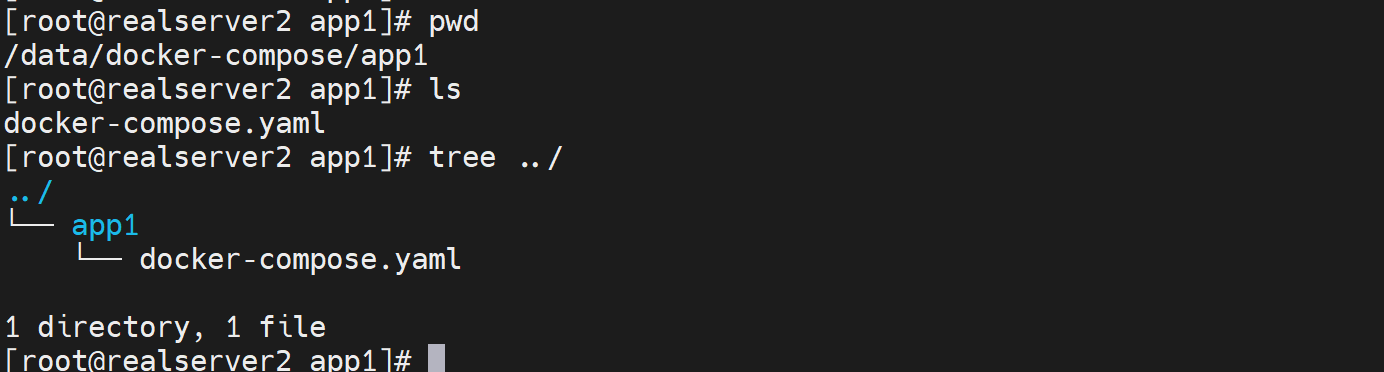 [root@realserver2 app1]# pwd
/data/docker-compose/app1
[root@realserver2 app1]# ls
docker-compose.yaml
[root@realserver2 app1]# tree ../
../
└── app1
    └── docker-compose.yaml
1 directory, 1 file
[root@realserver2 app1]#